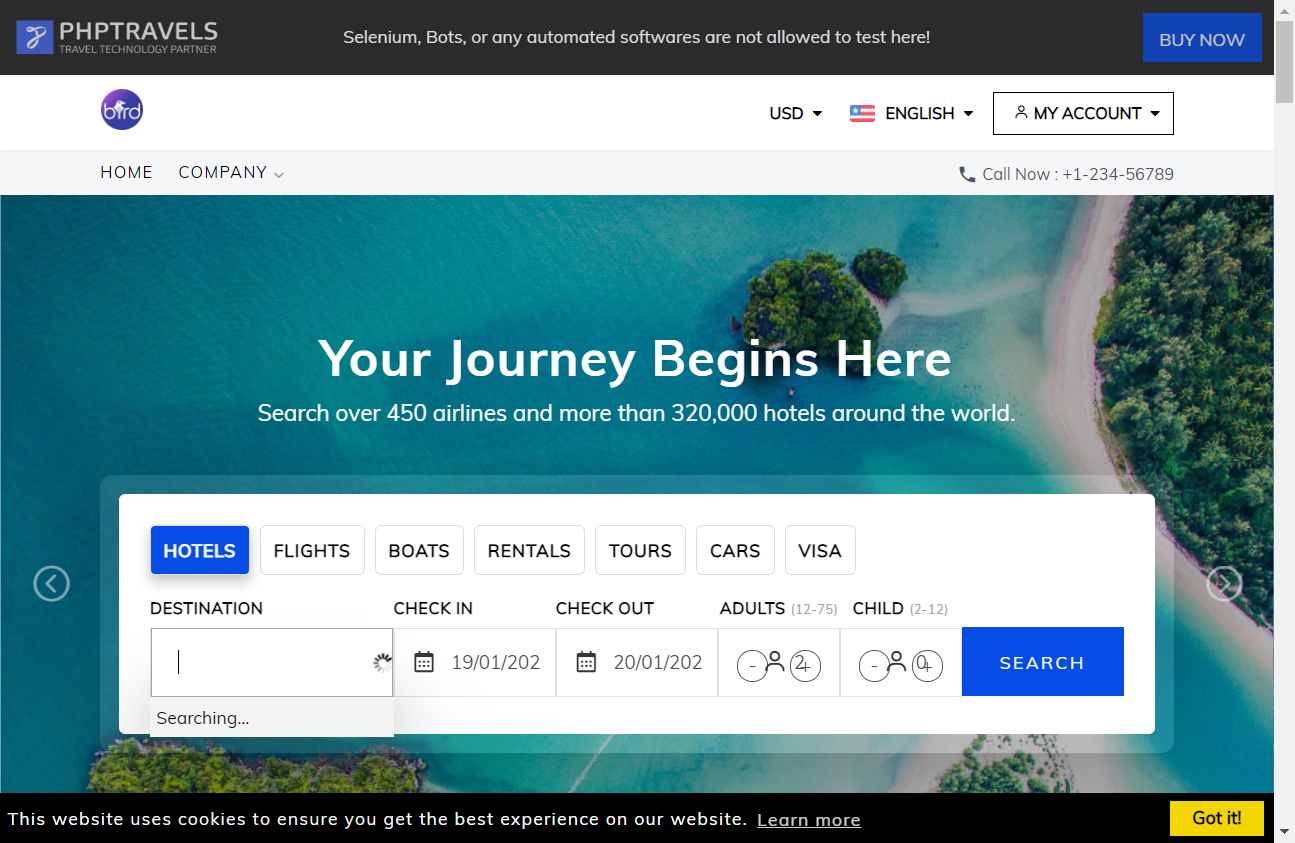 PHPTRAVELS
TRAVEL TECHNOLOGY PARTNER
Selenium, Bots, or any automated softwares are not allowed to test here!
BUY NOW
bird
USD
ENGLISH
MY ACCOUNT
HOME
COMPANY
Call Now : +1-234-56789
Your Journey Begins Here
Search over 450 airlines and more than 320,000 hotels around the world.
HOTELS
FLIGHTS
BOATS
RENTALS
TOURS
CARS
VISA
DESTINATION
CHECK IN
CHECK OUT
ADULTS (12-75)
CHILD (2-12)
19/01/202
20/01/202
- 2 +
- 0 +
SEARCH
Searching…
This website uses cookies to ensure you get the best experience on our website. Learn more
Got it!